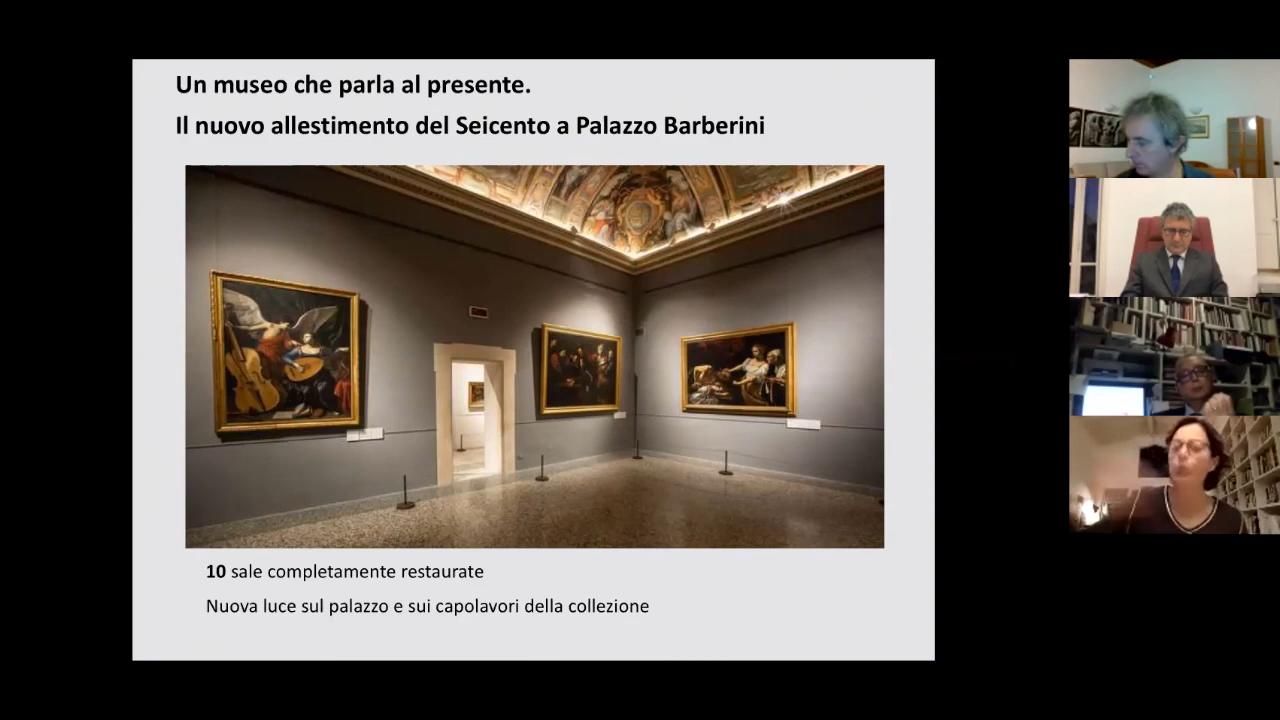 Un museo che parla al presente.
Il nuovo allestimento del Seicento a Palazzo Barberini
10 sale completamente restaurate
Nuova luce sul palazzo e sui capolavori della collezione